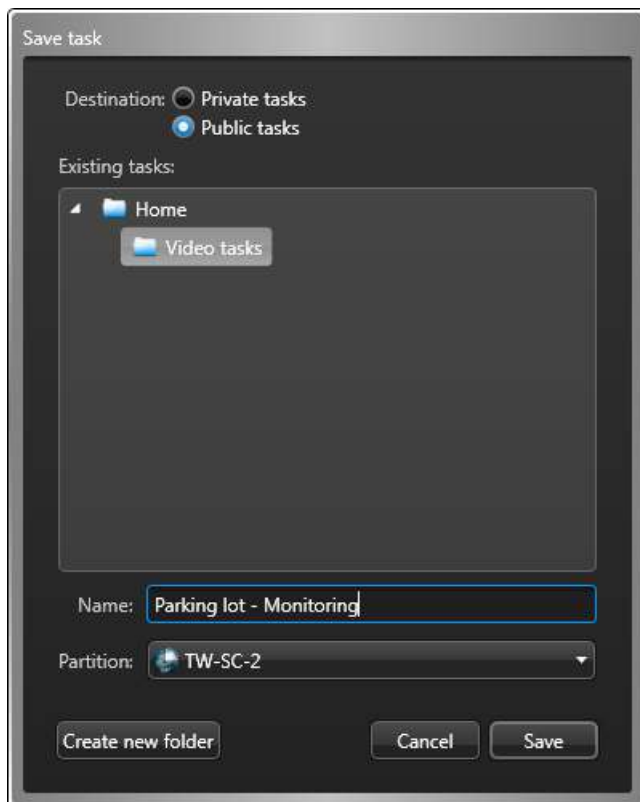 Save task
Destination: Private tasks
Public tasks
Existing tasks:
Home
Video tasks
Name: Parking lot - Monitoring
Partition: TW-SC-2
Create new folder Cancel Save